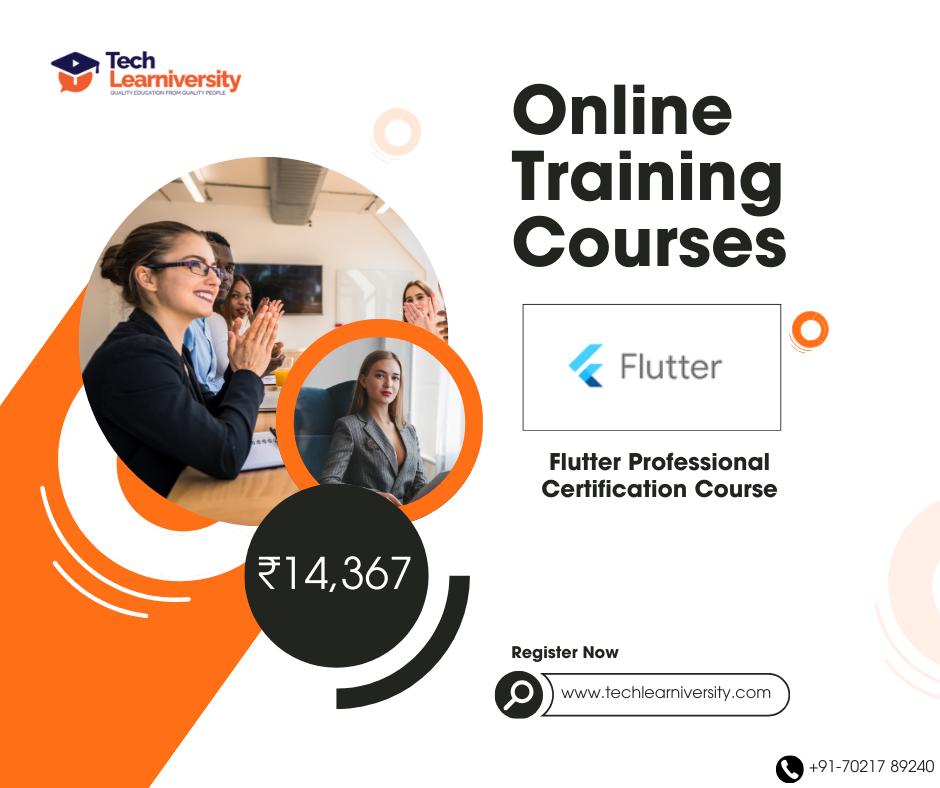 Tech
Learniversity
QUALITY EDUCATION FROM QUALITY PEOPLE
Online
Training
Courses
Flutter
Flutter Professional
Certification Course
₹14,367
Register Now
www.techlearniversity.com
+91-70217 89240